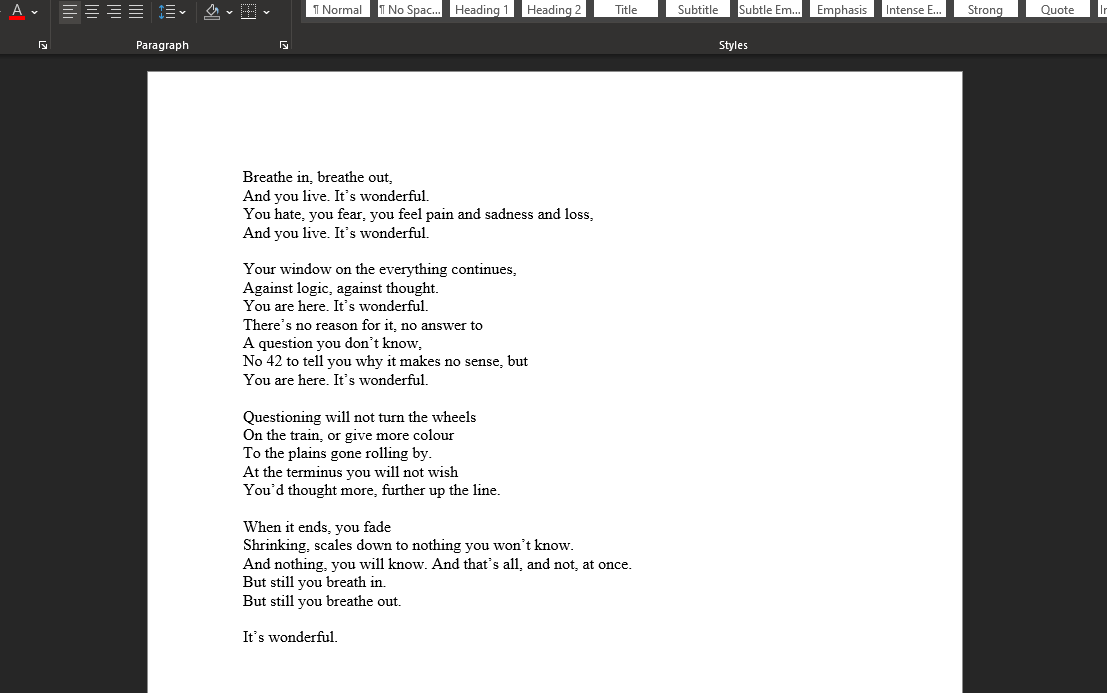 A
¶ Normal
¶ No Spac...
Heading 1
Heading 2
Title
Subtitle
Subtle Em...
Emphasis
Intense E...
Strong
Quote
Paragraph
Styles
Breathe in, breathe out,
And you live. It’s wonderful.
You hate, you fear, you feel pain and sadness and loss,
And you live. It’s wonderful.
Your window on the everything continues,
Against logic, against thought.
You are here. It’s wonderful.
There’s no reason for it, no answer to
A question you don’t know,
No 42 to tell you why it makes no sense, but
You are here. It’s wonderful.
Questioning will not turn the wheels
On the train, or give more colour
To the plains gone rolling by.
At the terminus you will not wish
You’d thought more, further up the line.
When it ends, you fade
Shrinking, scales down to nothing you won’t know.
And nothing, you will know. And that’s all, and not, at once.
But still you breath in.
But still you breathe out.
It’s wonderful.